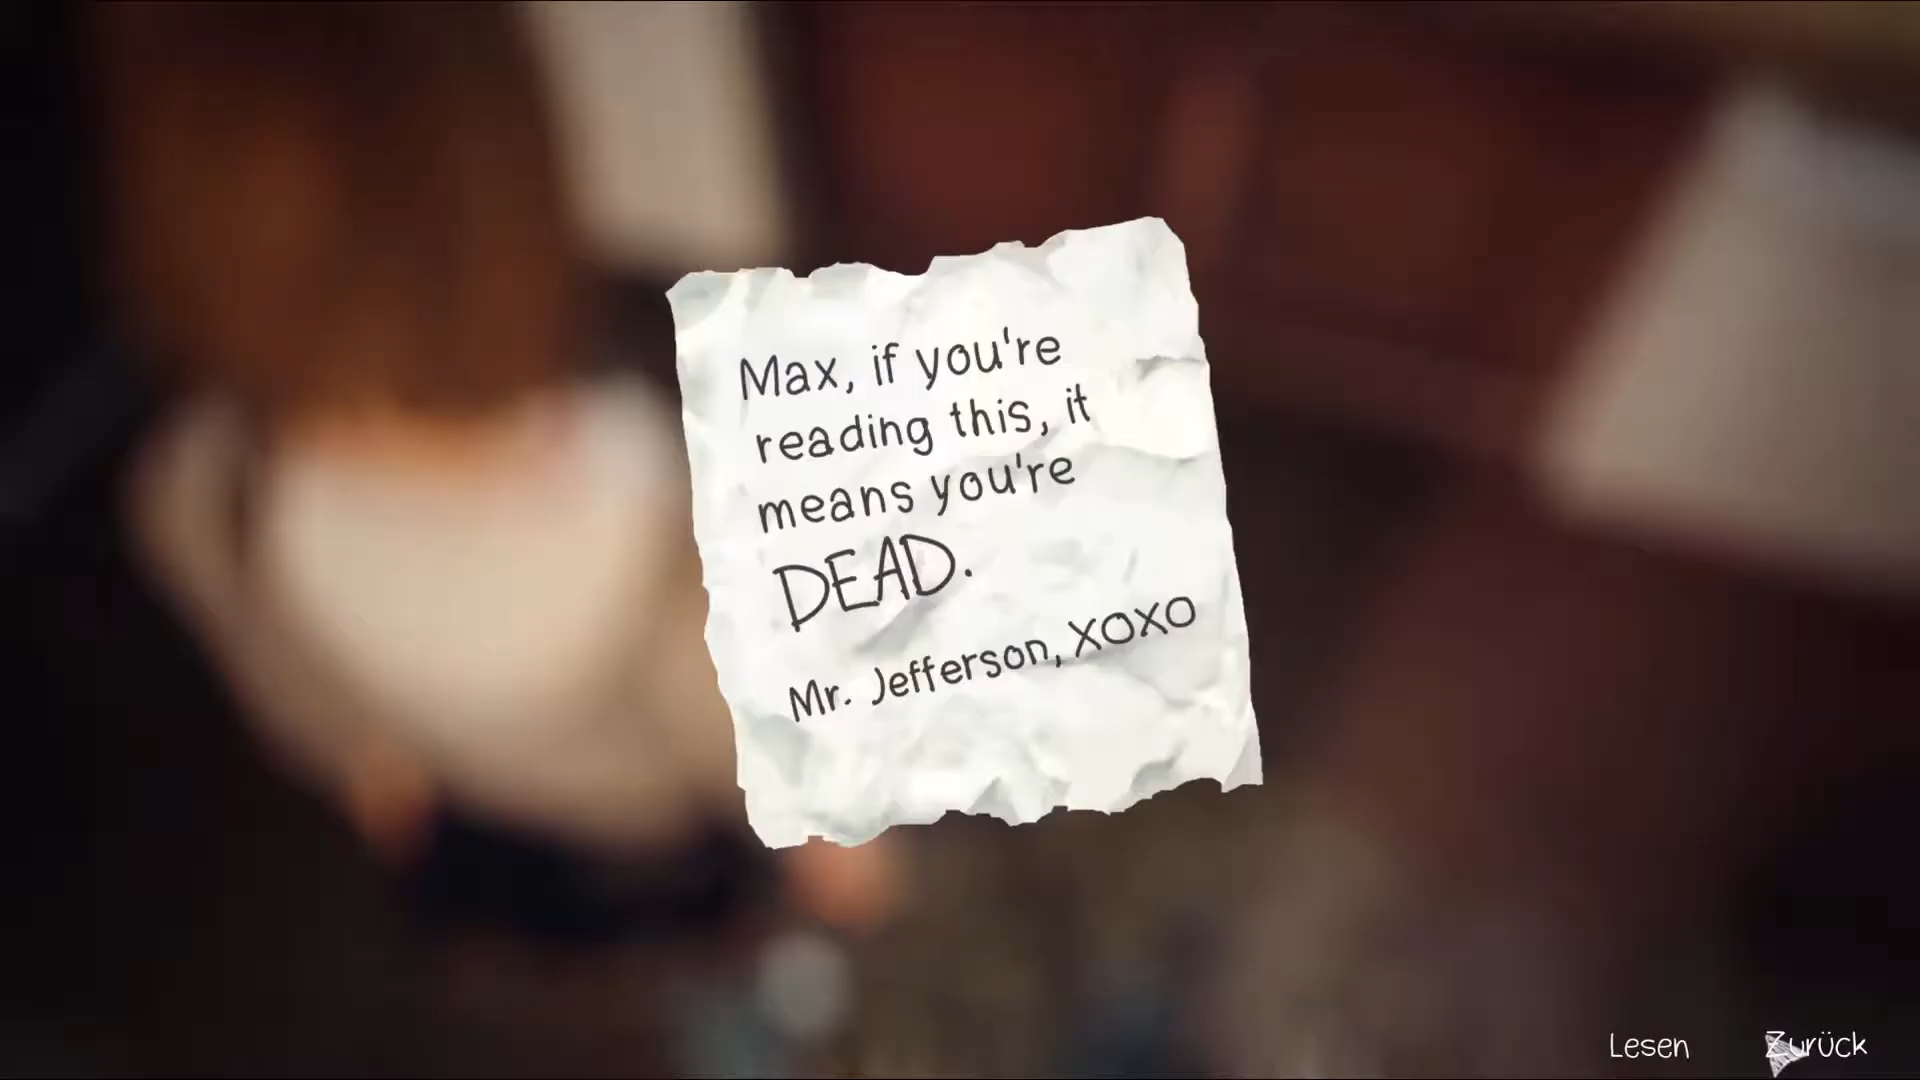 Max, if you're
reading this, it
means you're
DEAD.
Mr. Jefferson, XOXO
Lesen
Zurück